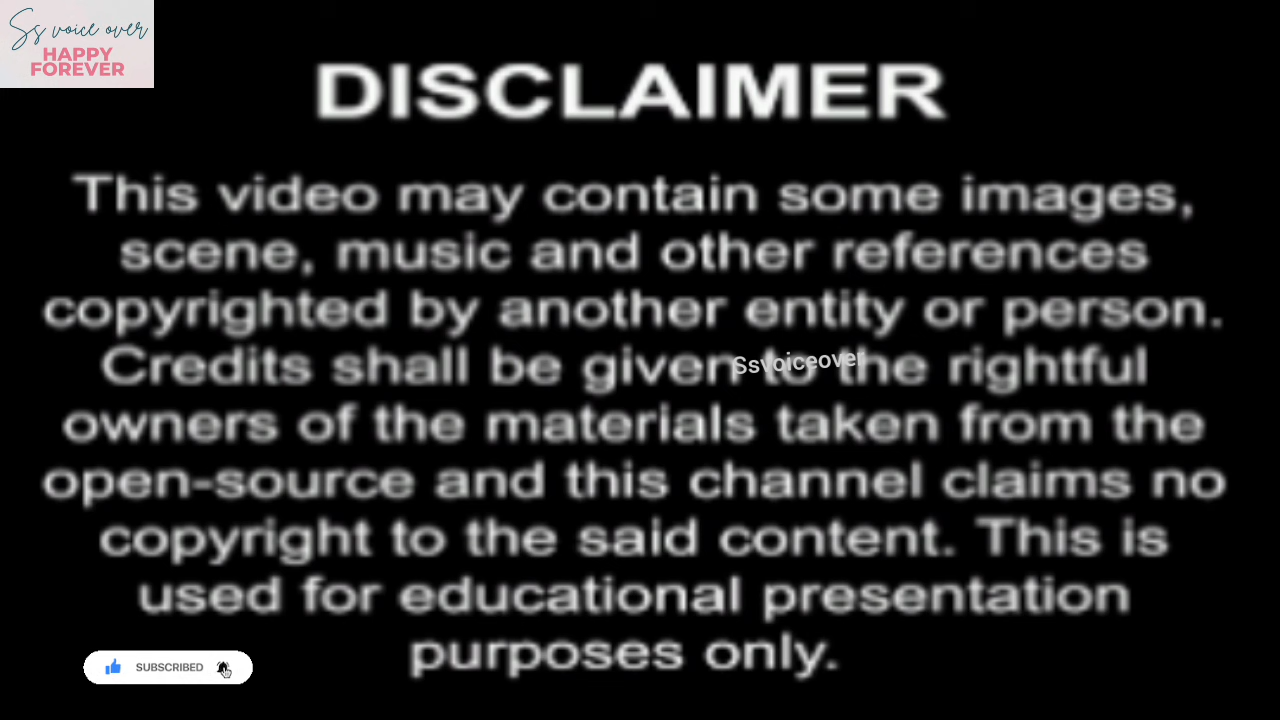 Ss voice over
HAPPY
FOREVER
DISCLAIMER
This video may contain some images,
scene, music and other references
copyrighted by another entity or person.
Credits shall be given to the rightful
Ssvoiceover
owners of the materials taken from the
open-source and this channel claims no
copyright to the said content. This is
used for educational presentation
purposes only.
SUBSCRIBED